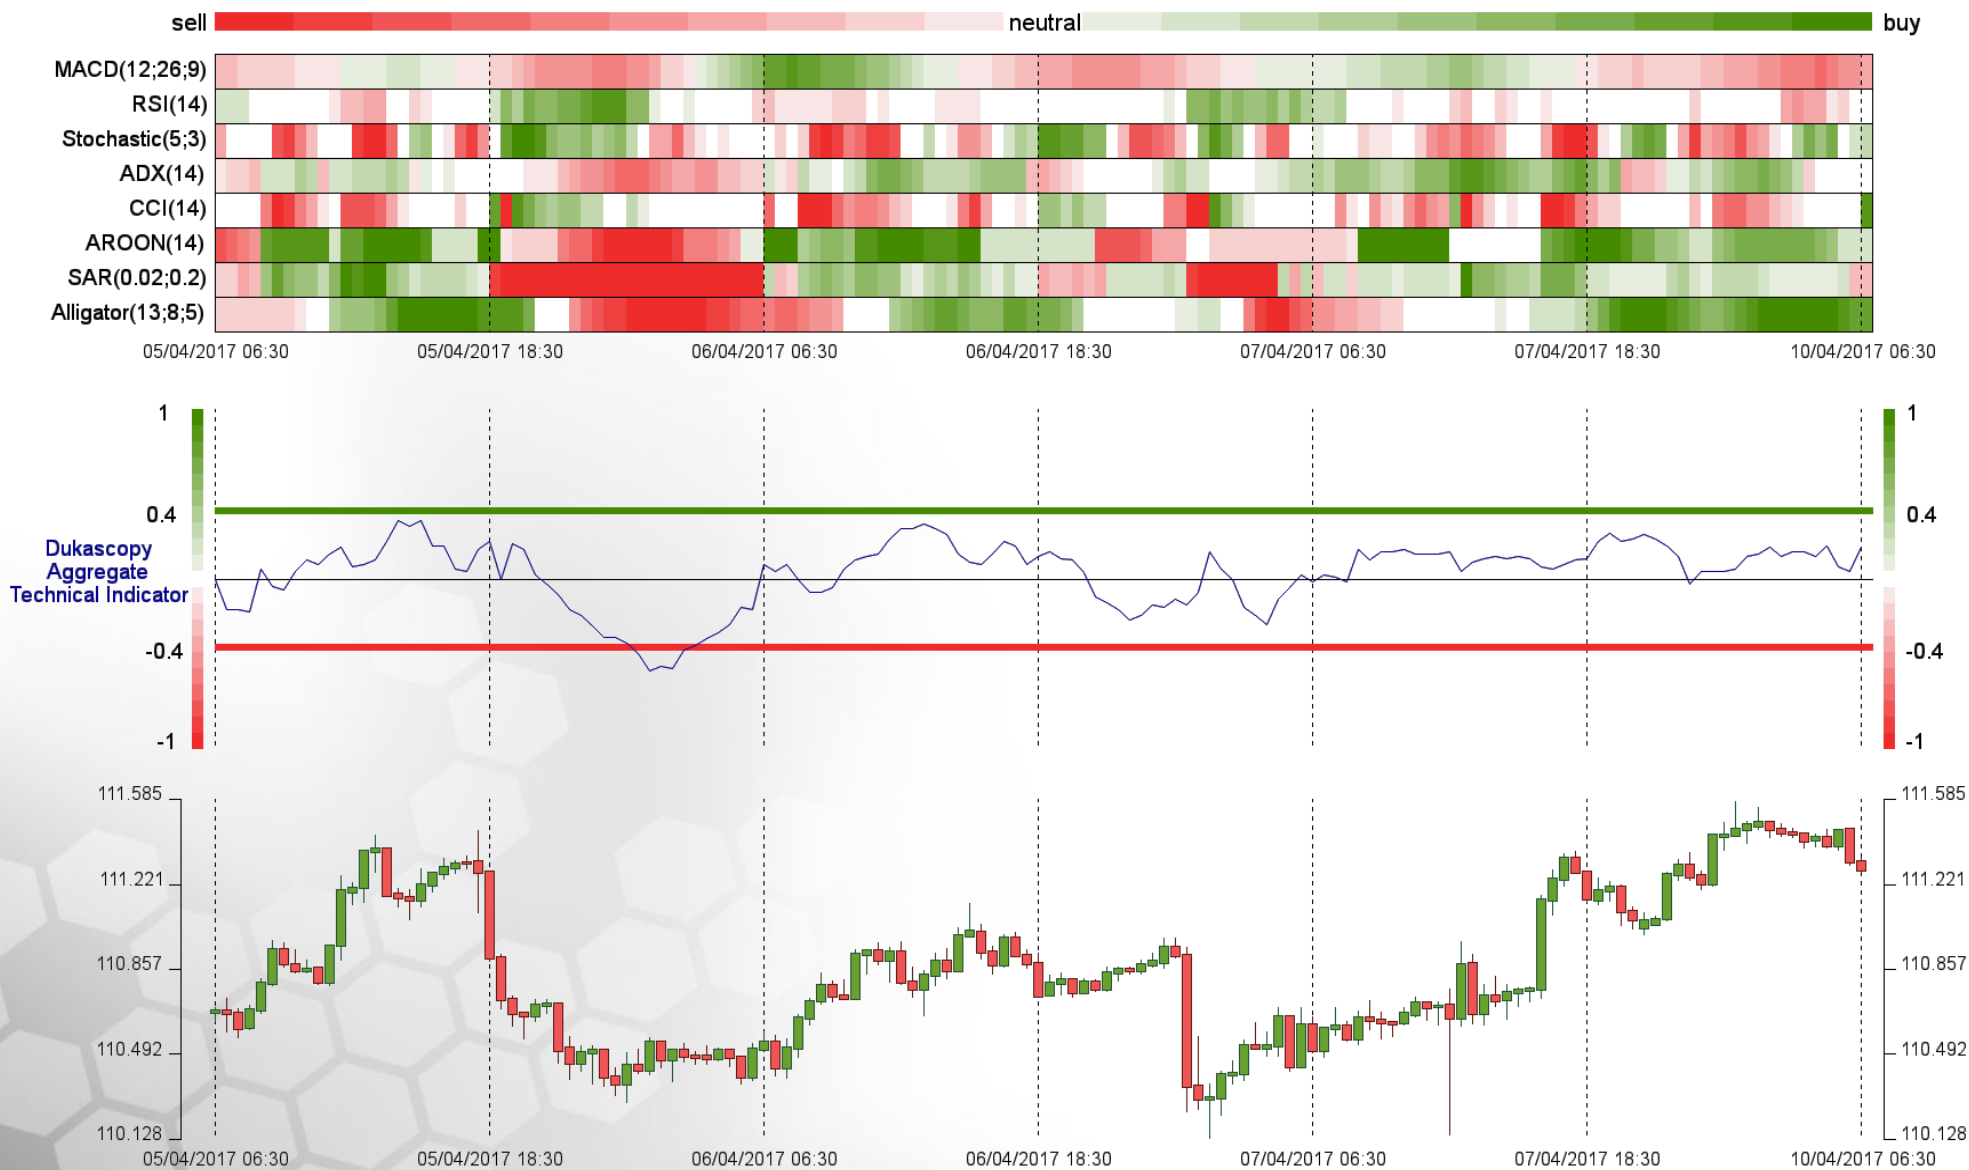 sell neutral buy
MACD(12;26;9)
RSI(14)
Stochastic(5;3)
ADX(14)
CCI(14)
AROON(14)
SAR(0.02;0.2)
Alligator(13;8;5)
05/04/2017 06:30 05/04/2017 18:30 06/04/2017 06:30 06/04/2017 18:30 07/04/2017 06:30 07/04/2017 18:30 10/04/2017 06:30
1 1
0.4 0.4
Dukascopy
Aggregate
Technical Indicator
-0.4 -0.4
-1 -1
111.585 111.585
111.221 111.221
110.857 110.857
110.492 110.492
110.128 110.128
05/04/2017 06:30 05/04/2017 18:30 06/04/2017 06:30 06/04/2017 18:30 07/04/2017 06:30 07/04/2017 18:30 10/04/2017 06:30